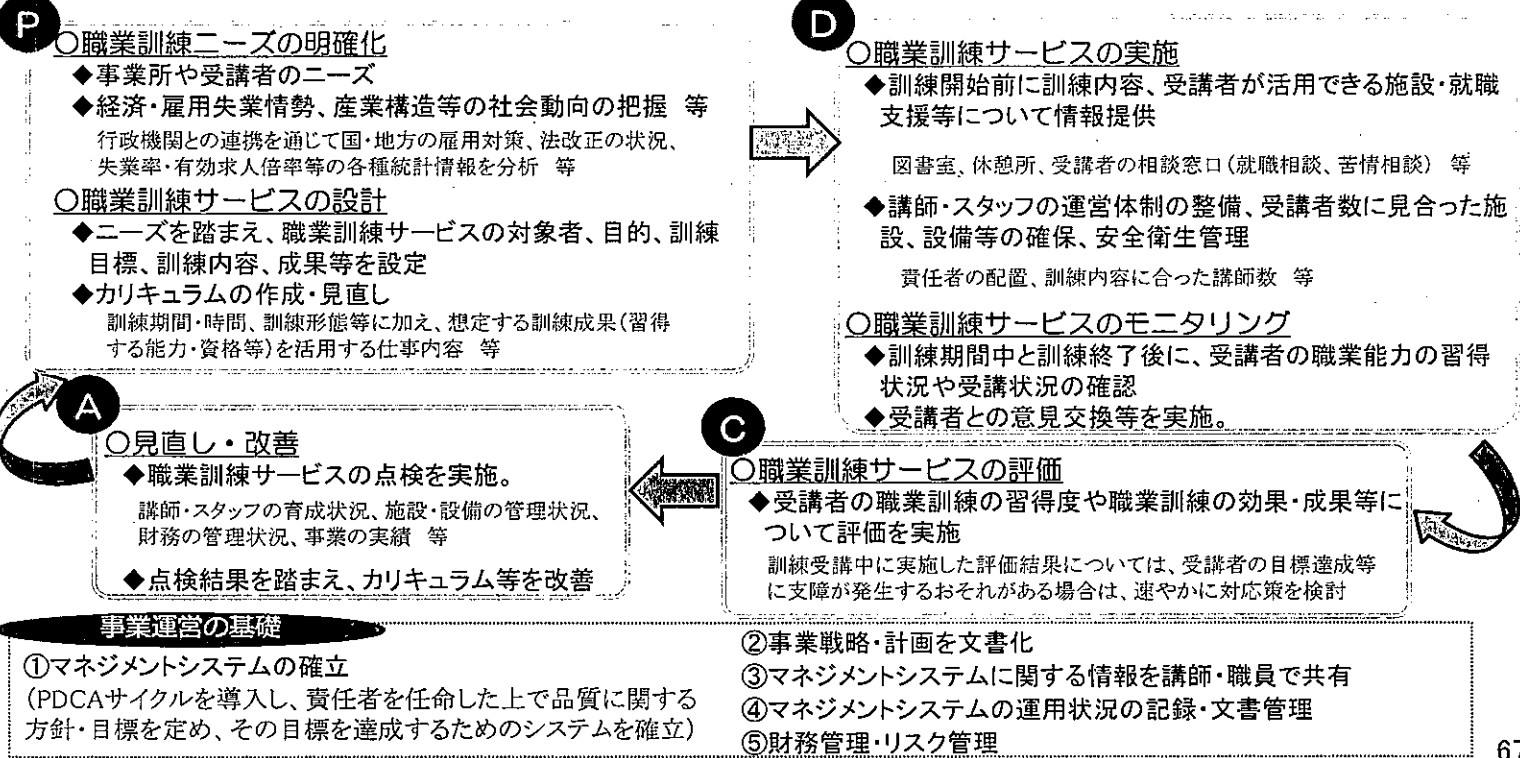 P
○職業訓練ニーズの明確化
◆事業所や受講者のニーズ
◆経済・雇用失業情勢、産業構造等の社会動向の把握 等
行政機関との連携を通じて国・地方の雇用対策、法改正の状況、
失業率・有効求人倍率等の各種統計情報を分析 等
○職業訓練サービスの設計
◆ニーズを踏まえ、職業訓練サービスの対象者、目的、訓練
目標、訓練内容、成果等を設定
◆カリキュラムの作成・見直し
訓練期間・時間、訓練形態等に加え、想定する訓練成果(習得
する能力・資格等)を活用する仕事内容 等
D
○職業訓練サービスの実施
◆訓練開始前に訓練内容、受講者が活用できる施設・就職
支援等について情報提供
図書室、休憩所、受講者の相談窓口(就職相談、苦情相談) 等
◆講師・スタッフの運営体制の整備、受講者数に見合った施
設、設備等の確保、安全衛生管理
責任者の配置、訓練内容に合った講師数 等
○職業訓練サービスのモニタリング
◆訓練期間中と訓練終了後に、受講者の職業能力の習得
状況や受講状況の確認
◆受講者との意見交換等を実施。
C
○職業訓練サービスの評価
◆受講者の職業訓練の習得度や職業訓練の効果・成果等に
ついて評価を実施
訓練受講中に実施した評価結果については、受講者の目標達成等
に支障が発生するおそれがある場合は、速やかに対応策を検討
A
○見直し・改善
◆職業訓練サービスの点検を実施。
講師・スタッフの育成状況、施設・設備の管理状況、
財務の管理状況、事業の実績 等
◆点検結果を踏まえ、カリキュラム等を改善
事業運営の基礎
①マネジメントシステムの確立
(PDCAサイクルを導入し、責任者を任命した上で品質に関する
方針・目標を定め、その目標を達成するためのシステムを確立)
②事業戦略・計画を文書化
③マネジメントシステムに関する情報を講師・職員で共有
④マネジメントシステムの運用状況の記録・文書管理
⑤財務管理・リスク管理
67